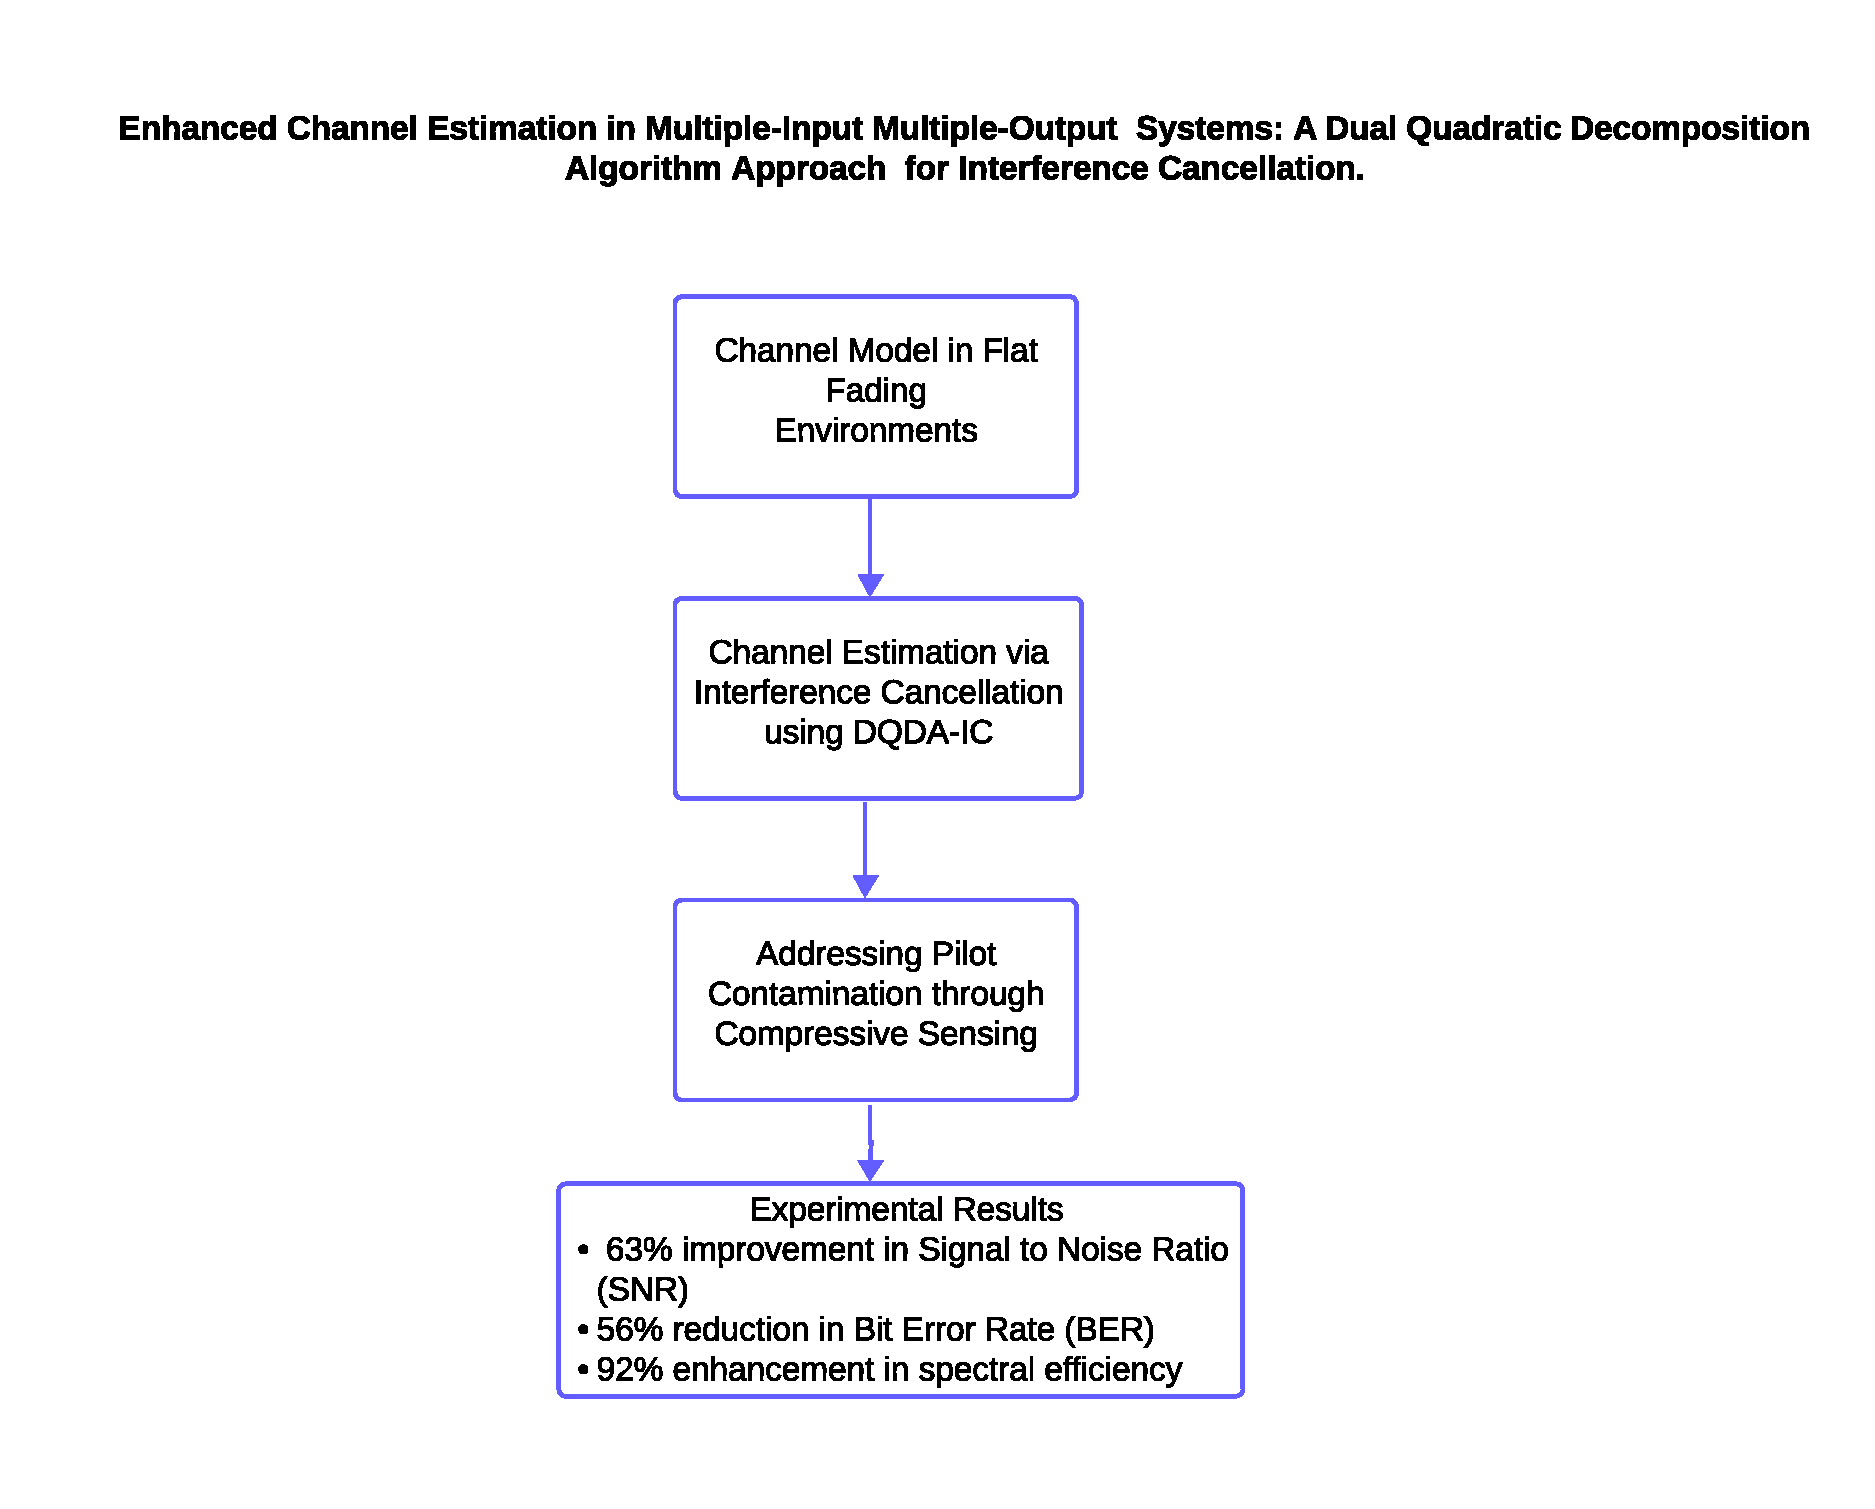 Enhanced Channel Estimation in Multiple-Input Multiple-Output  Systems: A Dual Quadratic Decomposition
Algorithm Approach  for Interference Cancellation.
Channel Model in Flat
Fading
Environments
Channel Estimation via
Interference Cancellation
using DQDA-IC
Addressing Pilot
Contamination through
Compressive Sensing
Experimental Results
•  63% improvement in Signal to Noise Ratio
(SNR)
• 56% reduction in Bit Error Rate (BER)
• 92% enhancement in spectral efficiency